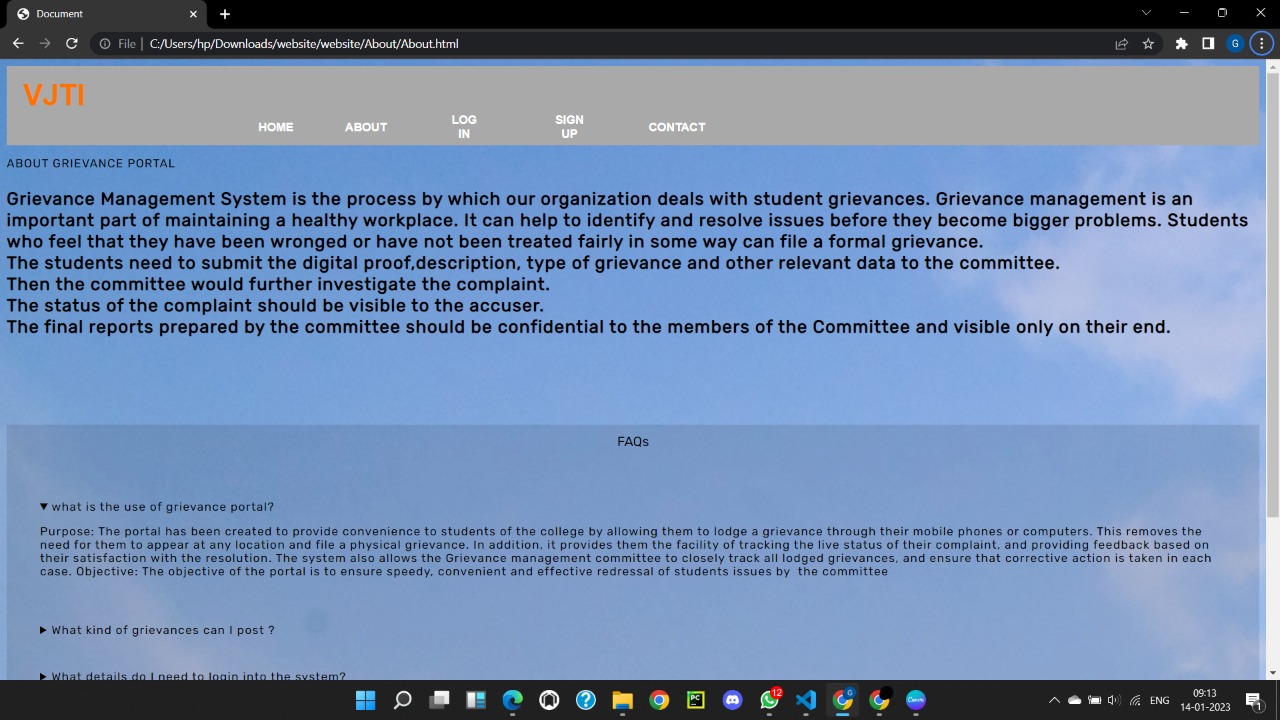 Document
File
C:/Users/hp/Downloads/website/website/About/About.html
G
VJTI
HOME
ABOUT
LOG
IN
SIGN
UP
CONTACT
ABOUT GRIEVANCE PORTAL
Grievance Management System is the process by which our organization deals with student grievances. Grievance management is an
important part of maintaining a healthy workplace. It can help to identify and resolve issues before they become bigger problems. Students
who feel that they have been wronged or have not been treated fairly in some way can file a formal grievance.
The students need to submit the digital proof,description, type of grievance and other relevant data to the committee.
Then the committee would further investigate the complaint.
The status of the complaint should be visible to the accuser.
The final reports prepared by the committee should be confidential to the members of the Committee and visible only on their end.
FAQs
what is the use of grievance portal?
Purpose: The portal has been created to provide convenience to students of the college by allowing them to lodge a grievance through their mobile phones or computers. This removes the
need for them to appear at any location and file a physical grievance. In addition, it provides them the facility of tracking the live status of their complaint, and providing feedback based on
their satisfaction with the resolution. The system also allows the Grievance management committee to closely track all lodged grievances, and ensure that corrective action is taken in each
case. Objective: The objective of the portal is to ensure speedy, convenient and effective redressal of students issues by  the committee
What kind of grievances can I post ?
What details do I need to login into the system?
PC
12
G
Canva
ENG
09:13
14-01-2023
1